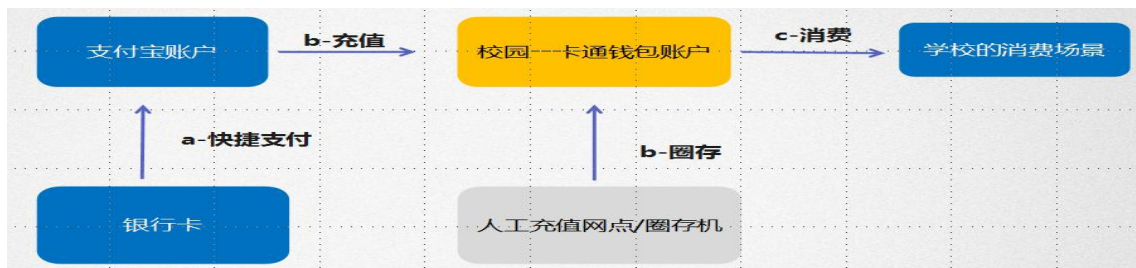 支付宝账户
b-充值
校园一卡通钱包账户
c-消费
学校的消费场景
a-快捷支付
b-圈存
银行卡
人工充值网点/圈存机